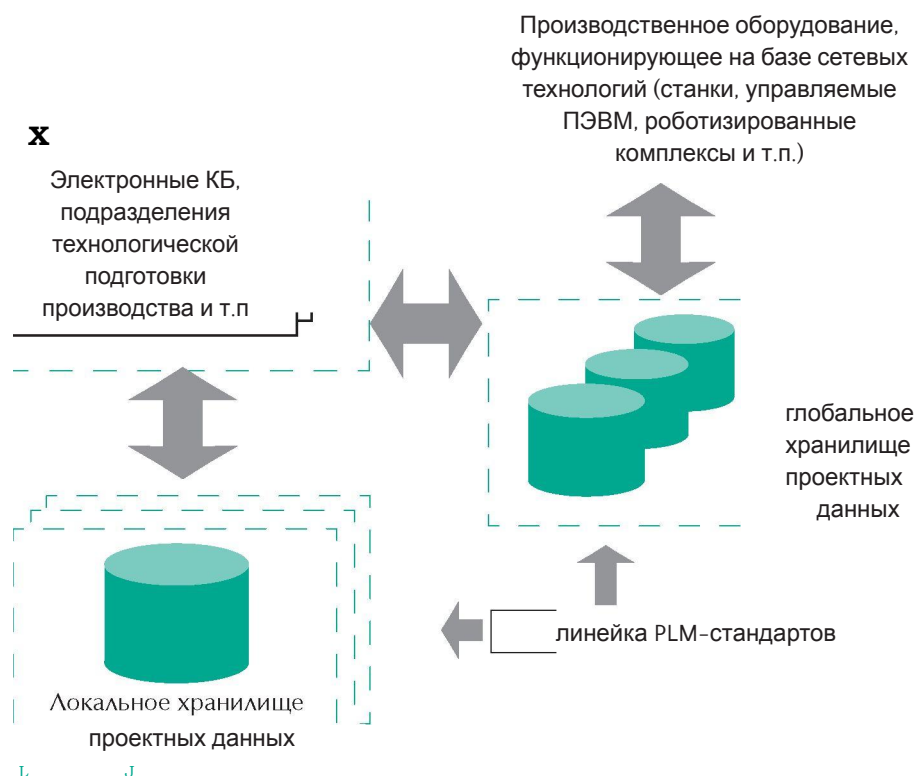 Производственное оборудование,
функционирующее на базе сетевых
технологий (станки, управляемые
ПЭВМ, роботизированные
комплексы и т.п.)
x
Электронные КБ,
подразделения
технологической
подготовки
производства и т.п
глобальное
хранилище
проектных
данных
линейка PLM-стандартов
Локальное хранилище
проектных данных